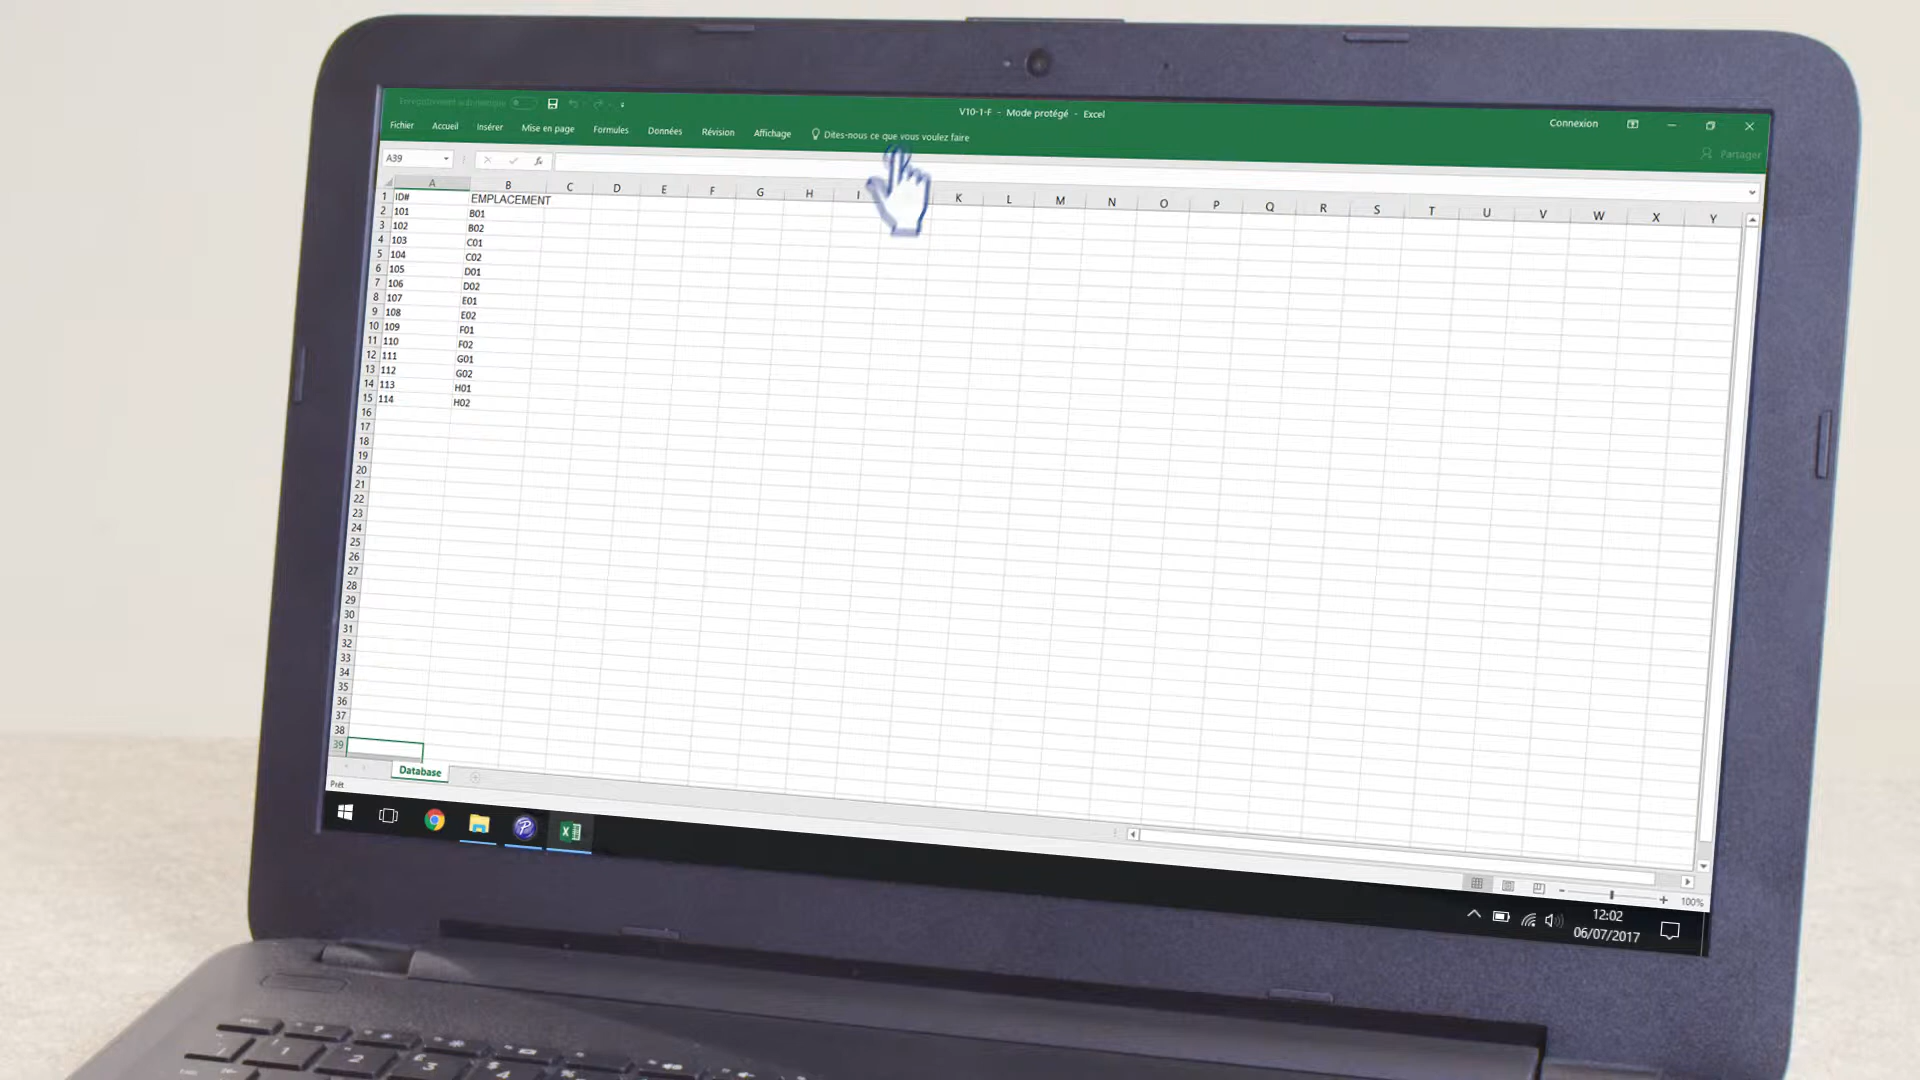 Enregistrement automatique
V10-1-F - Mode protégé - Excel
Connexion
Fichier Accueil Insérer Mise en page Formules Données Révision Affichage Dites-nous ce que vous voulez faire
Partager
A39 fx
A B C D E F G H I K L M N O P Q R S T U V W X Y
1 ID# EMPLACEMENT
2 101 B01
3 102 B02
4 103 C01
5 104 C02
6 105 D01
7 106 D02
8 107 E01
9 108 E02
10 109 F01
11 110 F02
12 111 G01
13 112 G02
14 113 H01
15 114 H02
16
17
18
19
20
21
22
23
24
25
26
27
28
29
30
31
32
33
34
35
36
37
38
39
Database
Prêt
100%
12:02
06/07/2017